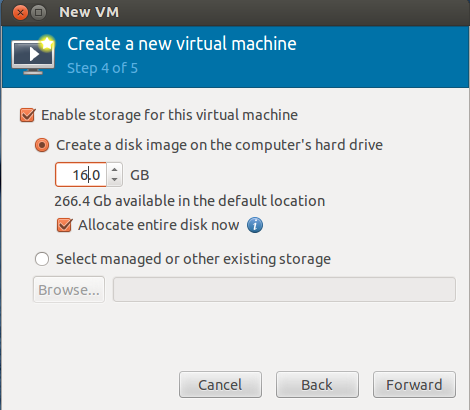 New VM
Create a new virtual machine
Step 4 of 5
Enable storage for this virtual machine
Create a disk image on the computer's hard drive
16.0 GB
266.4 Gb available in the default location
Allocate entire disk now
Select managed or other existing storage
Browse...
Cancel Back Forward